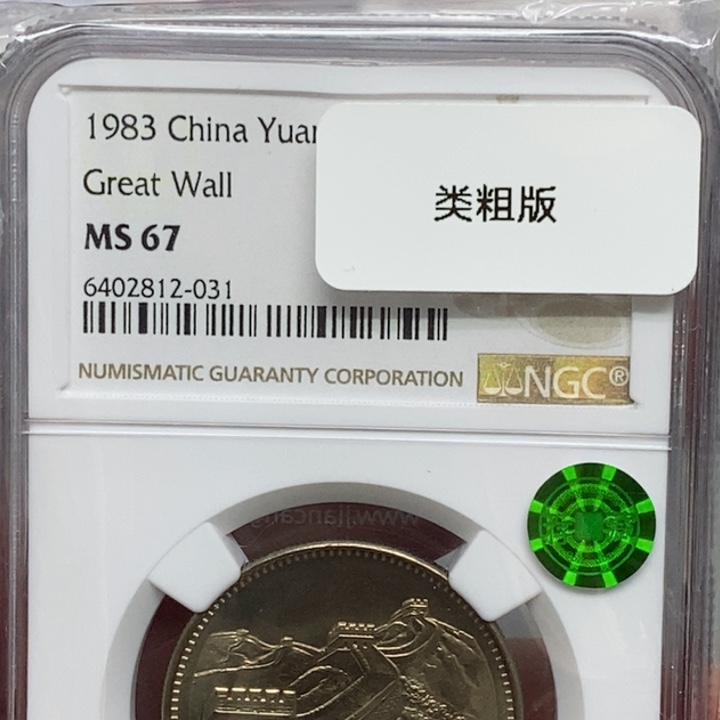 1983 China Yuan
Great Wall
MS 67
6402812-031
类粗版
NUMISMATIC GUARANTY CORPORATION
NGC®